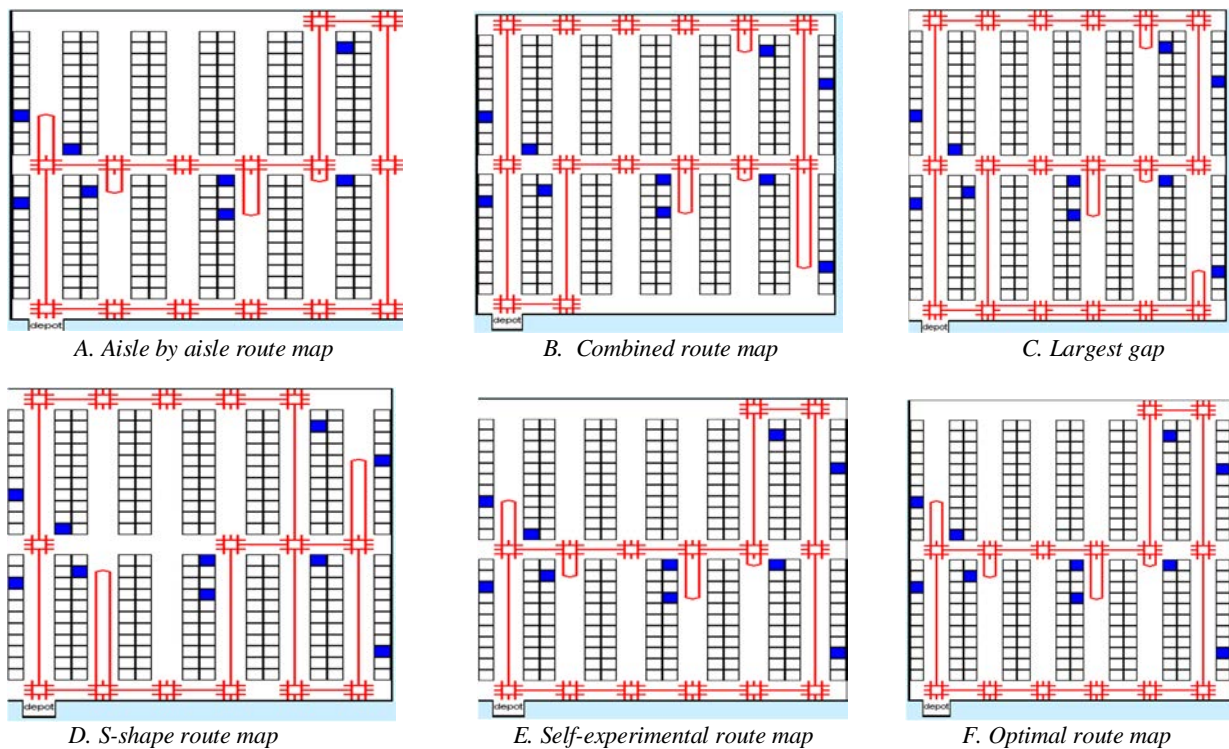 depot
depot
depot
A. Aisle by aisle route map
B. Combined route map
C. Largest gap
depot
depot
depot
D. S-shape route map
E. Self-experimental route map
F. Optimal route map